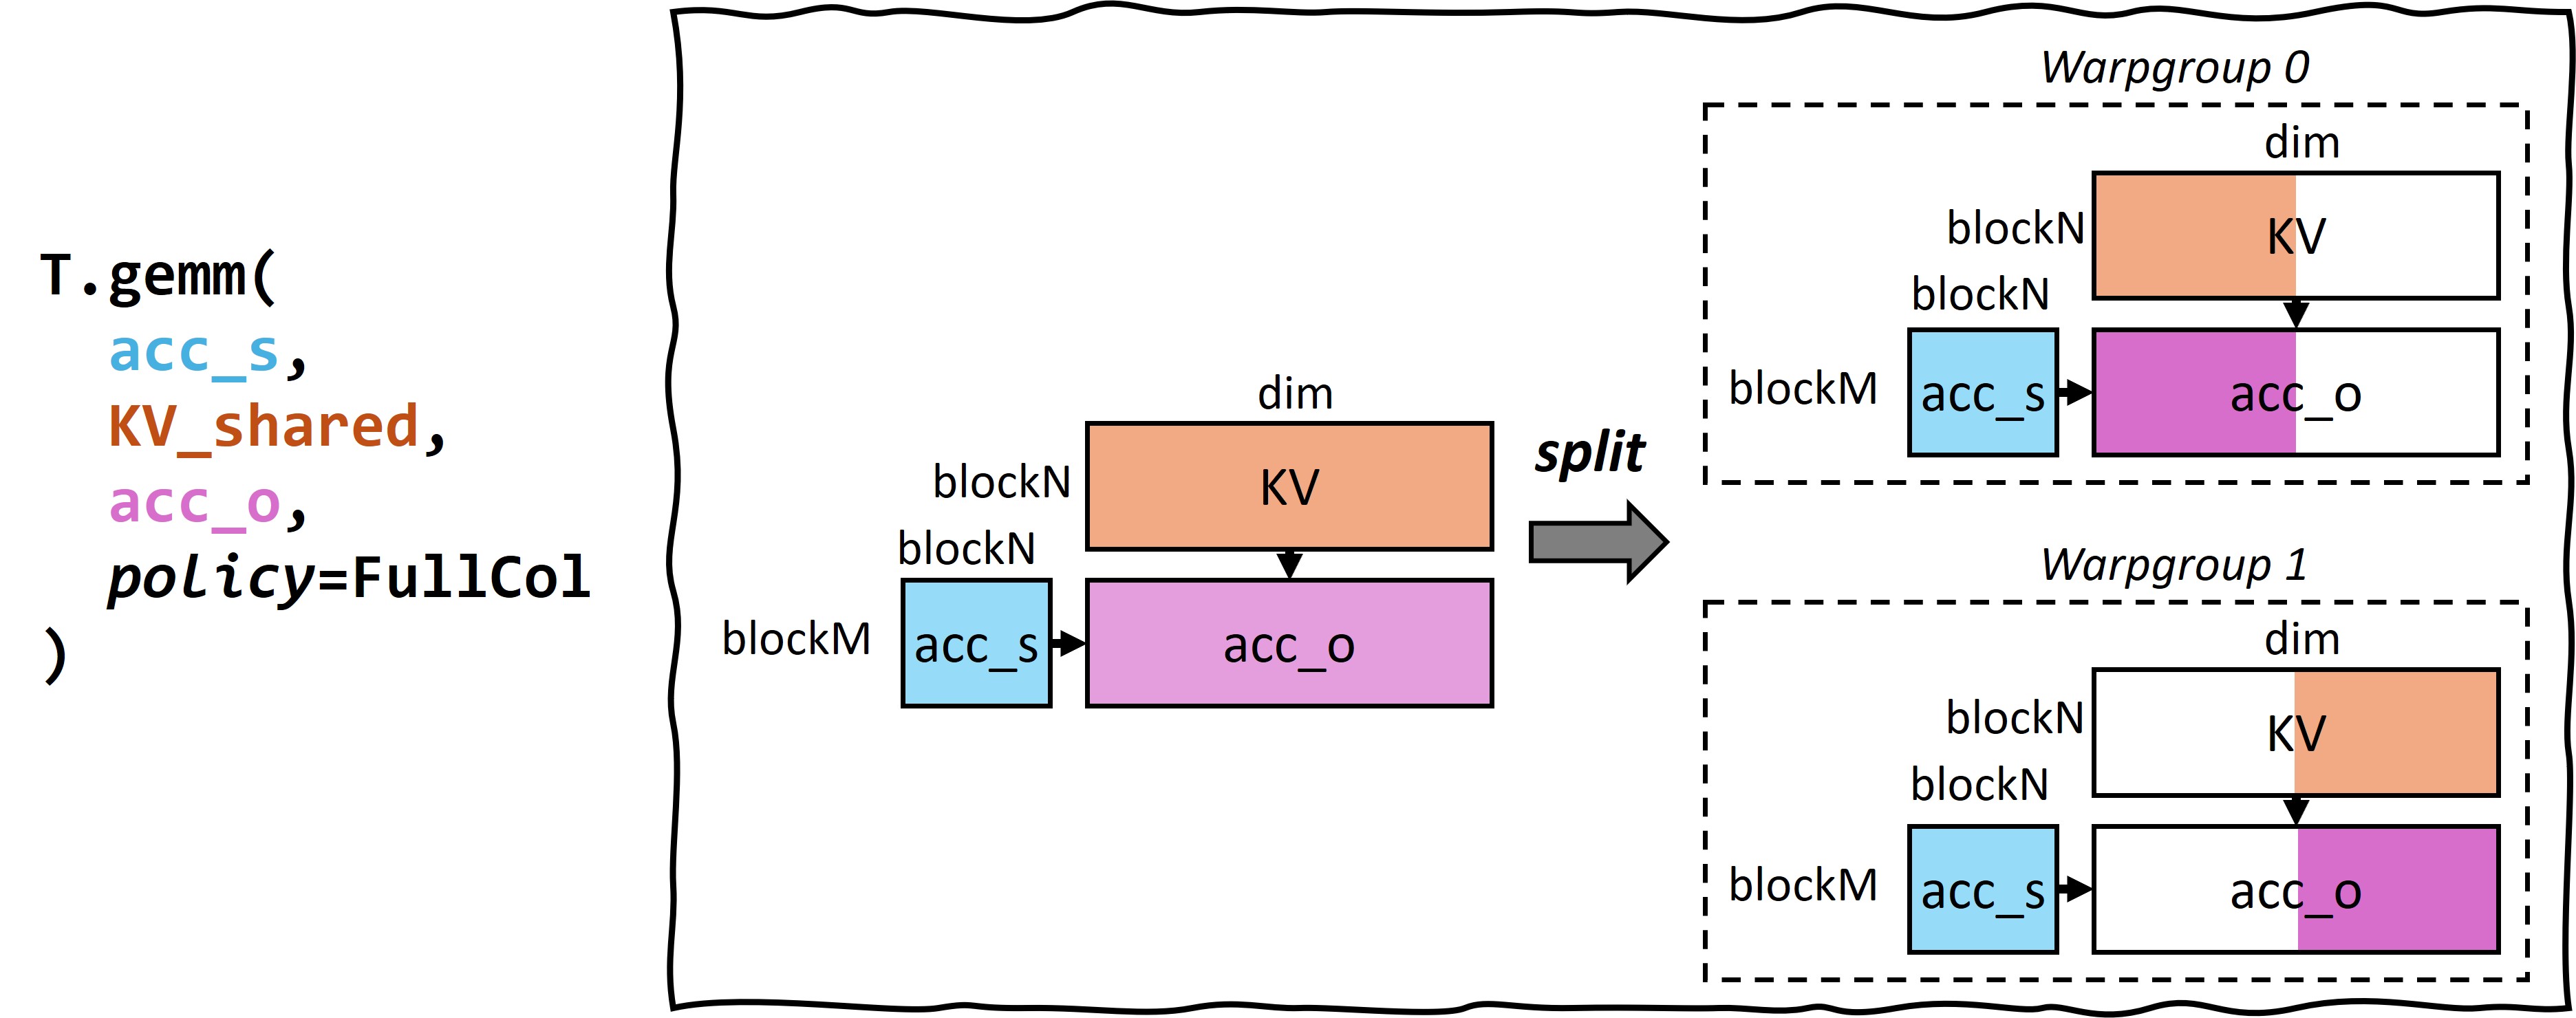 T.gemm(
acc_s,
KV_shared,
acc_o,
policy=FullCol
)
dim
blockN
KV
blockN
blockM
acc_s
acc_o
split
Warpgroup 0
dim
blockN
KV
blockN
blockM
acc_s
acc_o
Warpgroup 1
dim
blockN
KV
blockN
blockM
acc_s
acc_o